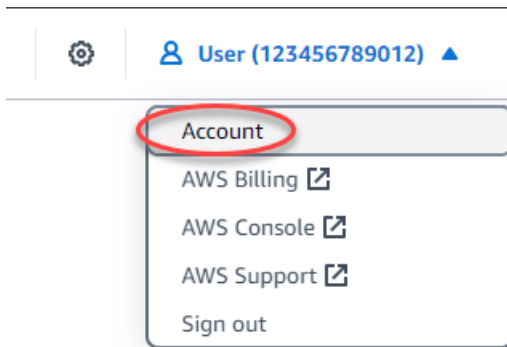 User (123456789012)
Account
AWS Billing
AWS Console
AWS Support
Sign out